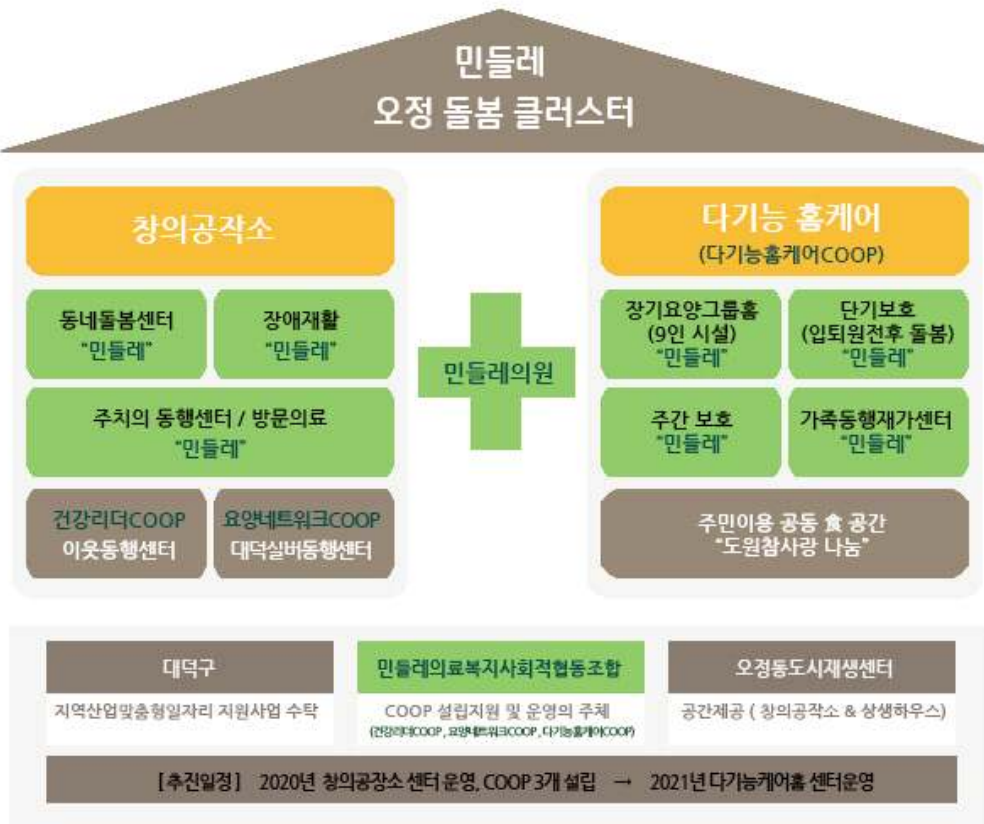 민들레
오정 돌봄 클러스터
창의공작소
동네돌봄센터
"민들레"
장애재활
"민들레"
주치의 동행센터 / 방문의료
"민들레"
건강리더COOP
이웃동행센터
요양네트워크COOP
대덕실버동행센터
민들레의원
다기능 홈케어
(다기능홈케어COOP)
장기요양그룹홈
(9인 시설)
"민들레"
단기보호
(입퇴원전후 돌봄)
"민들레"
주간 보호
"민들레"
가족동행재가센터
"민들레"
주민이용 공동 食 공간
"도원참사랑 나눔"
대덕구
지역산업맞춤형일자리 지원사업 수탁
민들레의료복지사회적협동조합
COOP 설립지원 및 운영의 주체
(건강리더COOP, 요양네트워크COOP, 다기능홈케어COOP)
오정동도시재생센터
공간제공 ( 창의공작소 & 상생하우스)
[추진일정] 2020년 창의공장소 센터 운영, COOP 3개 설립 → 2021년 다기능케어홈 센터운영